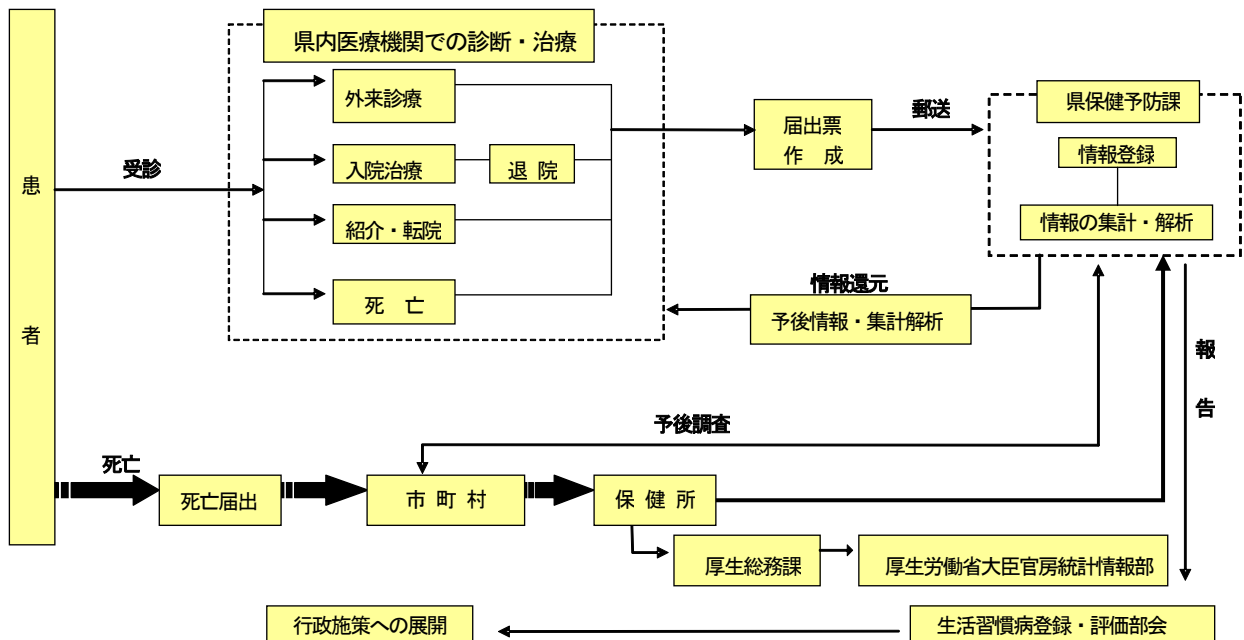 県内医療機関での診断・治療
外来診療
入院治療
退 院
紹介・転院
死 亡
患
者
受診
届出票
作 成
郵送
県保健予防課
情報登録
情報の集計・解析
情報還元
予後情報・集計解析
報
告
予後調査
死亡
死亡届出
市 町 村
保 健 所
厚生総務課
厚生労働省大臣官房統計情報部
行政施策への展開
生活習慣病登録・評価部会